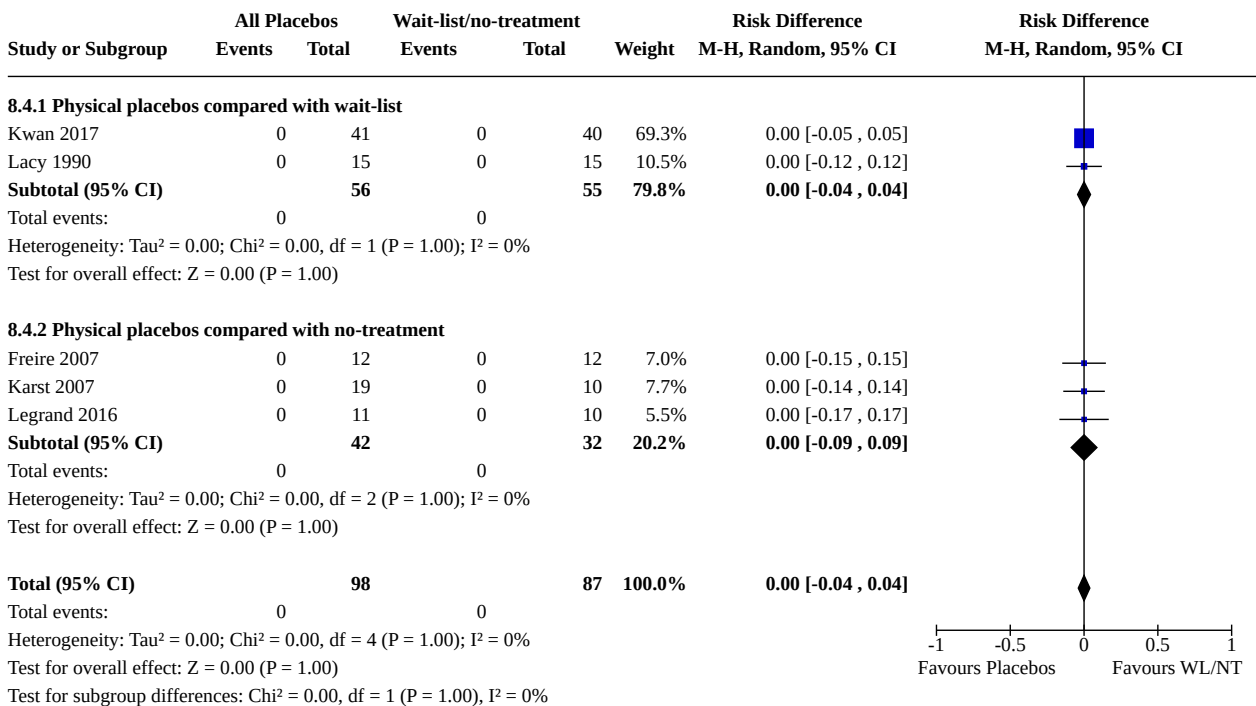 All Placebos Wait-list/no-treatment Risk Difference Risk Difference
Study or Subgroup Events Total Events Total Weight M-H, Random, 95% CI M-H, Random, 95% CI
8.4.1 Physical placebos compared with wait-list
Kwan 2017 0 41 0 40 69.3% 0.00 [-0.05 , 0.05]
Lacy 1990 0 15 0 15 10.5% 0.00 [-0.12 , 0.12]
Subtotal (95% CI) 56 55 79.8% 0.00 [-0.04 , 0.04]
Total events: 0 0
Heterogeneity: Tau² = 0.00; Chi² = 0.00, df = 1 (P = 1.00); I² = 0%
Test for overall effect: Z = 0.00 (P = 1.00)
8.4.2 Physical placebos compared with no-treatment
Freire 2007 0 12 0 12 7.0% 0.00 [-0.15 , 0.15]
Karst 2007 0 19 0 10 7.7% 0.00 [-0.14 , 0.14]
Legrand 2016 0 11 0 10 5.5% 0.00 [-0.17 , 0.17]
Subtotal (95% CI) 42 32 20.2% 0.00 [-0.09 , 0.09]
Total events: 0 0
Heterogeneity: Tau² = 0.00; Chi² = 0.00, df = 2 (P = 1.00); I² = 0%
Test for overall effect: Z = 0.00 (P = 1.00)
Total (95% CI) 98 87 100.0% 0.00 [-0.04 , 0.04]
Total events: 0 0
Heterogeneity: Tau² = 0.00; Chi² = 0.00, df = 4 (P = 1.00); I² = 0%
-1 -0.5 0 0.5 1
Test for overall effect: Z = 0.00 (P = 1.00)
Favours Placebos Favours WL/NT
Test for subgroup differences: Chi² = 0.00, df = 1 (P = 1.00), I² = 0%